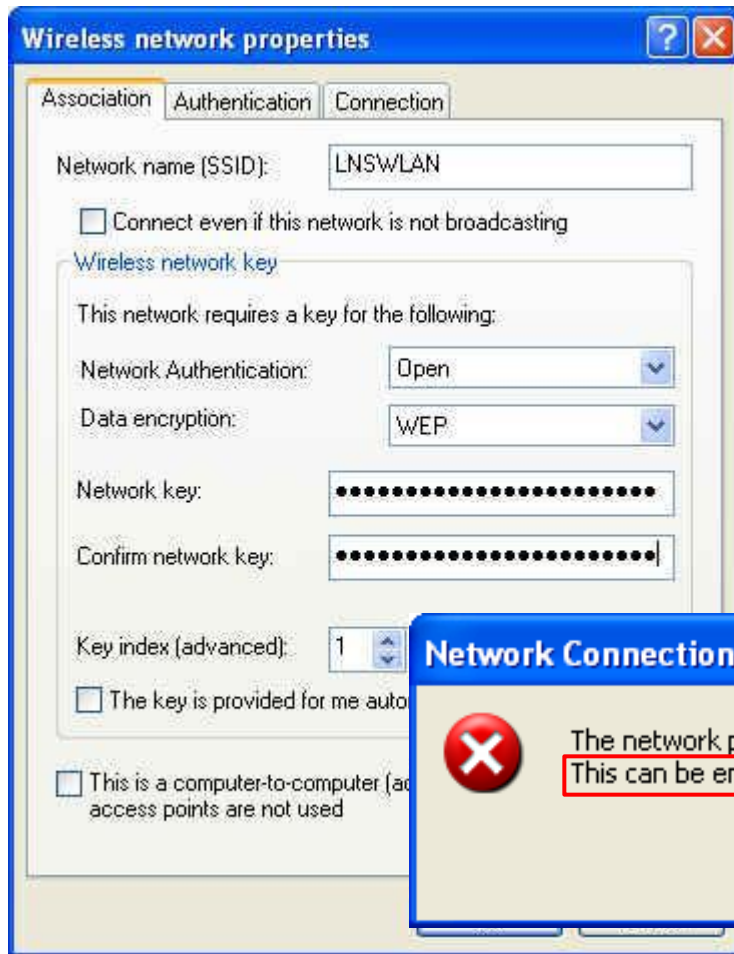 Wireless network properties
Association Authentication Connection
Network name (SSID): LNSWLAN
Connect even if this network is not broadcasting
Wireless network key
This network requires a key for the following:
Network Authentication: Open
Data encryption: WEP
Network key: •••••••••••••••••••••••
Confirm network key: •••••••••••••••••••••••
Key index (advanced): 1
The key is provided for me auto
This is a computer-to-computer (ad
access points are not used
Network Connection
The network p
This can be en